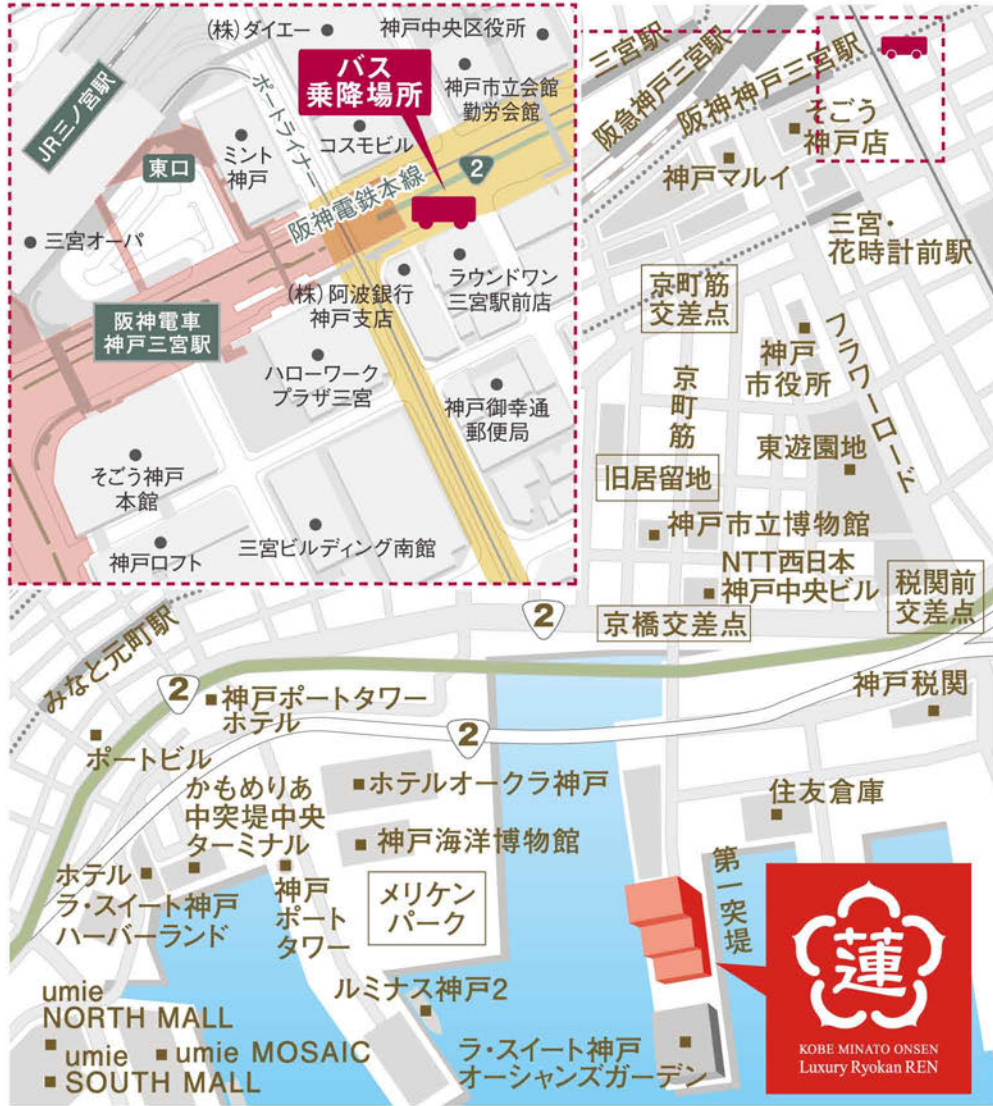 (株)ダイエー
神戸中央区役所
バス
乗降場所
神戸市立会館
勤労会館
JR三ノ宮駅
ポートライナー
コスモビル
東口
ミント
神戸
2
阪神電鉄本線
三宮オーパ
ラウンドワン
三宮駅前店
(株)阿波銀行
神戸支店
阪神電車
神戸三宮駅
ハローワーク
プラザ三宮
神戸御幸通
郵便局
そごう神戸
本館
神戸ロフト
三宮ビルディング南館
三宮駅
阪急神戸三宮駅
阪神神戸三宮駅
そごう
神戸店
神戸マルイ
三宮・
花時計前駅
京町筋
交差点
神戸
市役所
フラワーロード
京町筋
東遊園地
旧居留地
神戸市立博物館
NTT西日本
神戸中央ビル
税関前
交差点
2
京橋交差点
みなと元町駅
2
神戸ポートタワー
ホテル
2
神戸税関
ポートビル
かもめりあ
中突堤中央
ターミナル
ホテルオークラ神戸
住友倉庫
神戸海洋博物館
第一突堤
ホテル
ラ・スイート神戸
ハーバーランド
神戸
ポート
タワー
メリケン
パーク
蓮
KOBE MINATO ONSEN
Luxury Ryokan REN
umie
NORTH MALL
ルミナス神戸2
umie
SOUTH MALL
umie MOSAIC
ラ・スイート神戸
オーシャンズガーデン